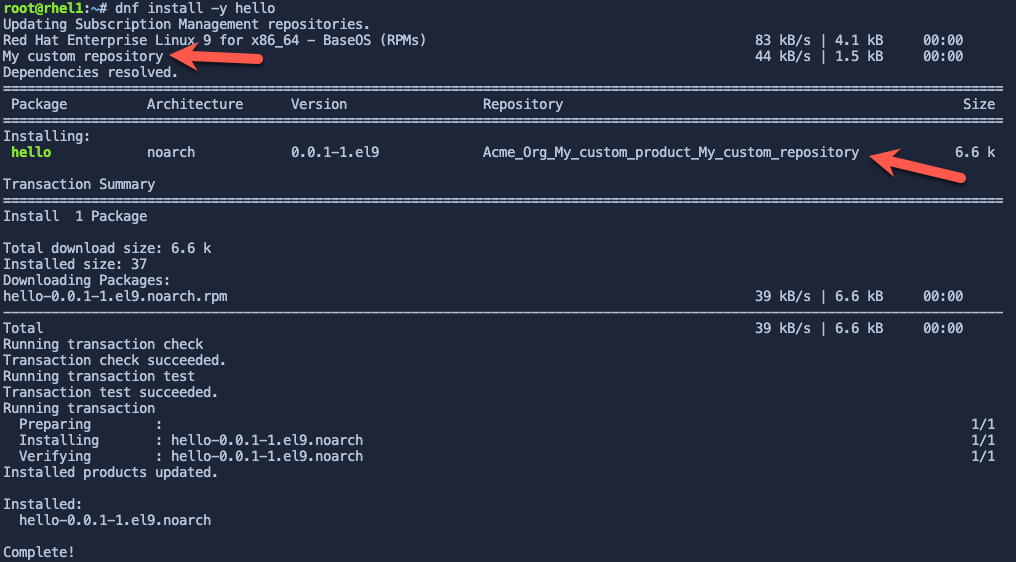 root@rhel1:~# dnf install -y hello
Updating Subscription Management repositories.
Red Hat Enterprise Linux 9 for x86_64 - BaseOS (RPMs) 83 kB/s | 4.1 kB 00:00
My custom repository 44 kB/s | 1.5 kB 00:00
Dependencies resolved.
Package Architecture Version Repository Size
Installing:
hello noarch 0.0.1-1.el9 Acme_Org_My_custom_product_My_custom_repository 6.6 k
Transaction Summary
Install 1 Package
Total download size: 6.6 k
Installed size: 37
Downloading Packages:
hello-0.0.1-1.el9.noarch.rpm 39 kB/s | 6.6 kB 00:00
Total 39 kB/s | 6.6 kB 00:00
Running transaction check
Transaction check succeeded.
Running transaction test
Transaction test succeeded.
Running transaction
Preparing : 1/1
Installing : hello-0.0.1-1.el9.noarch 1/1
Verifying : hello-0.0.1-1.el9.noarch 1/1
Installed products updated.
Installed:
hello-0.0.1-1.el9.noarch
Complete!